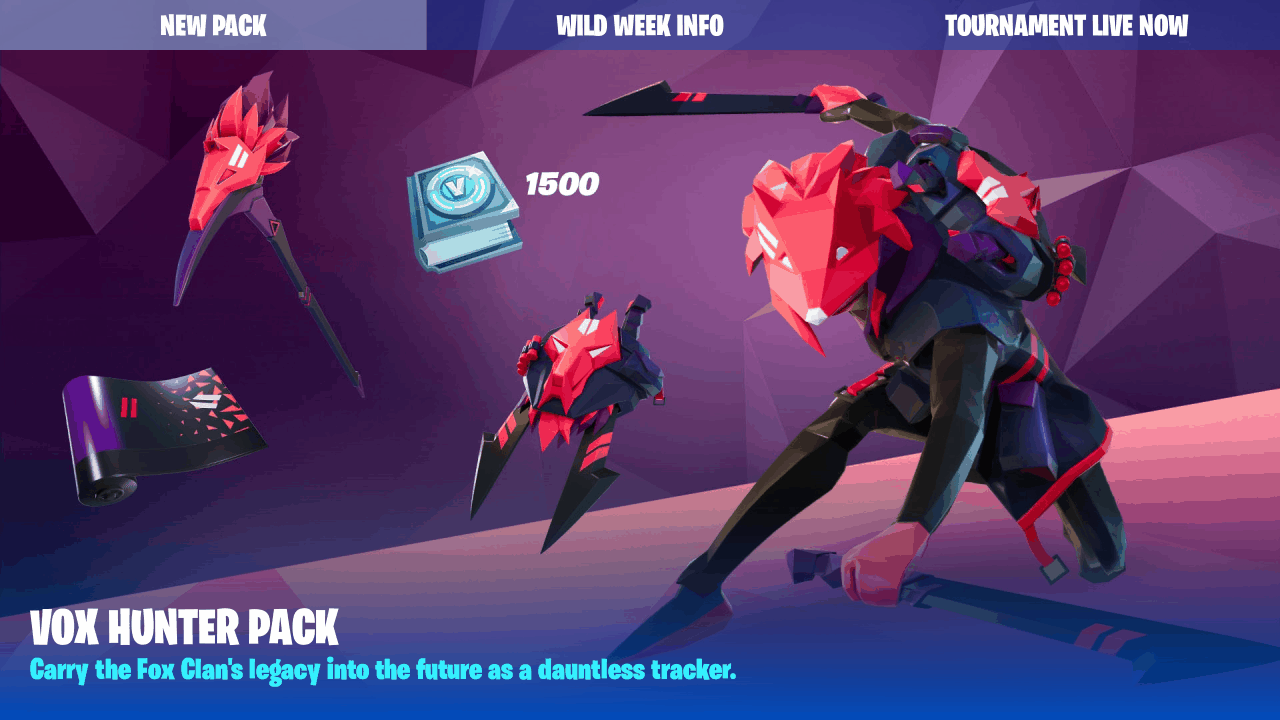 NEW PACK
WILD WEEK INFO
TOURNAMENT LIVE NOW
V
1500
VOX HUNTER PACK
Carry the Fox Clan's legacy into the future as a dauntless tracker.